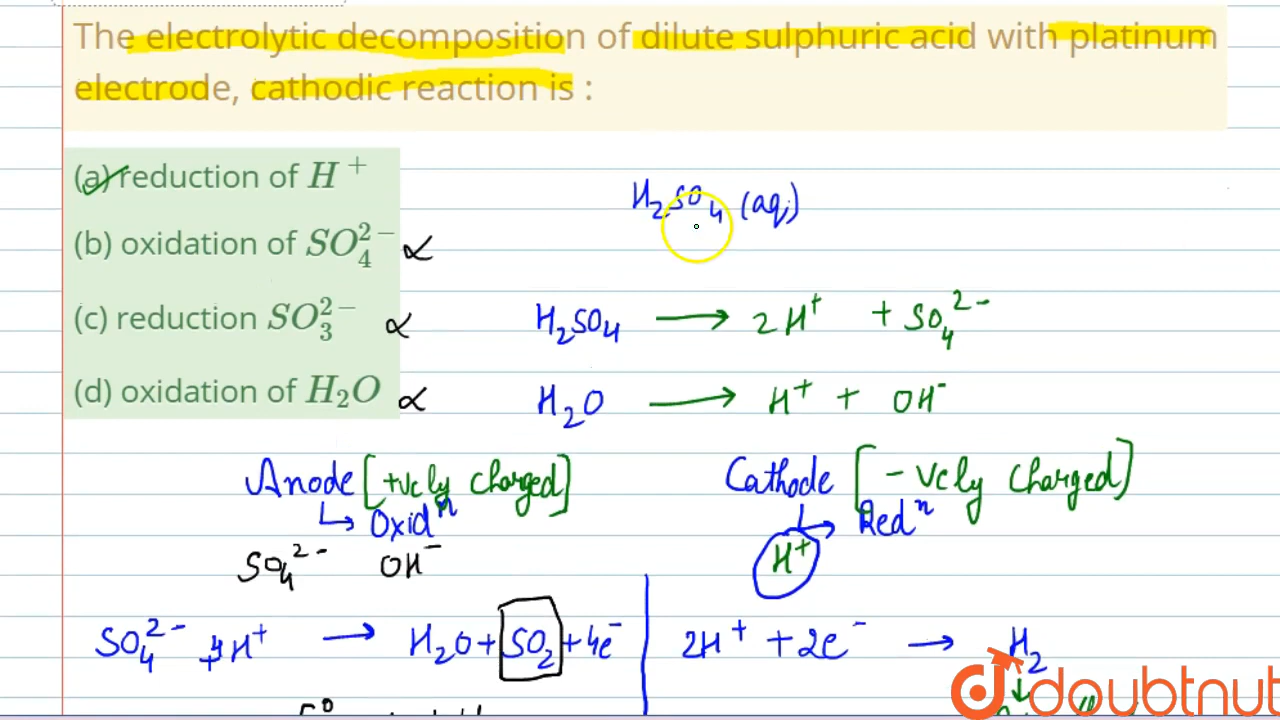 The electrolytic decomposition of dilute sulphuric acid with platinum
electrode, cathodic reaction is :
(a) reduction of H⁺
H₂SO₄ (aq)
(b) oxidation of SO₄²⁻ ∝
(c) reduction SO₃²⁻ ∝
H₂SO₄ → 2H⁺ + SO₄²⁻
(d) oxidation of H₂O ∝
H₂O → H⁺ + OH⁻
Anode [+vely charged]
Cathode [-vely charged]
↳ Oxidⁿ
↳ Redⁿ
SO₄²⁻ OH⁻
H⁺
SO₄²⁻ + 4H⁺ → H₂O + SO₂ + 4e⁻
2H⁺ + 2e⁻ → H₂
doubtnut